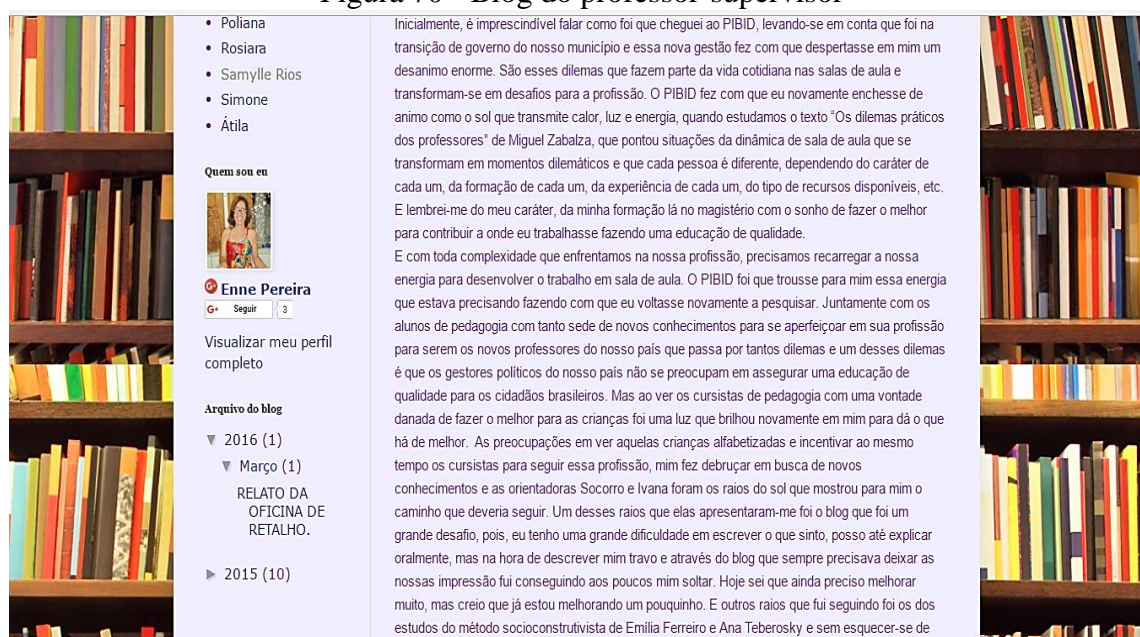 Figura 70 - Blog do professor-supervisor
Poliana
Rosiara
Samylle Rios
Simone
Átila
Quem sou eu
Enne Pereira
G+ Seguir 3
Visualizar meu perfil
completo
Arquivo do blog
▼ 2016 (1)
▼ Março (1)
RELATO DA
OFICINA DE
RETALHO.
► 2015 (10)
Inicialmente, é imprescindível falar como foi que cheguei ao PIBID, levando-se em conta que foi na
transição de governo do nosso município e essa nova gestão fez com que despertasse em mim um
desanimo enorme. São esses dilemas que fazem parte da vida cotidiana nas salas de aula e
transformam-se em desafios para a profissão. O PIBID fez com que eu novamente enchesse de
animo como o sol que transmite calor, luz e energia, quando estudamos o texto “Os dilemas práticos
dos professores” de Miguel Zabalza, que pontou situações da dinâmica de sala de aula que se
transformam em momentos dilemáticos e que cada pessoa é diferente, dependendo do caráter de
cada um, da formação de cada um, da experiência de cada um, do tipo de recursos disponíveis, etc.
E lembrei-me do meu caráter, da minha formação lá no magistério com o sonho de fazer o melhor
para contribuir a onde eu trabalhasse fazendo uma educação de qualidade.
E com toda complexidade que enfrentamos na nossa profissão, precisamos recarregar a nossa
energia para desenvolver o trabalho em sala de aula. O PIBID foi que trousse para mim essa energia
que estava precisando fazendo com que eu voltasse novamente a pesquisar. Juntamente com os
alunos de pedagogia com tanto sede de novos conhecimentos para se aperfeiçoar em sua profissão
para serem os novos professores do nosso país que passa por tantos dilemas e um desses dilemas
é que os gestores políticos do nosso país não se preocupam em assegurar uma educação de
qualidade para os cidadãos brasileiros. Mas ao ver os cursistas de pedagogia com uma vontade
danada de fazer o melhor para as crianças foi uma luz que brilhou novamente em mim para dá o que
há de melhor. As preocupações em ver aquelas crianças alfabetizadas e incentivar ao mesmo
tempo os cursistas para seguir essa profissão, mim fez debruçar em busca de novos
conhecimentos e as orientadoras Socorro e Ivana foram os raios do sol que mostrou para mim o
caminho que deveria seguir. Um desses raios que elas apresentaram-me foi o blog que foi um
grande desafio, pois, eu tenho uma grande dificuldade em escrever o que sinto, posso até explicar
oralmente, mas na hora de descrever mim travo e através do blog que sempre precisava deixar as
nossas impressão fui conseguindo aos poucos mim soltar. Hoje sei que ainda preciso melhorar
muito, mas creio que já estou melhorando um pouquinho. E outros raios que fui seguindo foi os dos
estudos do método socioconstrutivista de Emília Ferreiro e Ana Teberosky e sem esquecer-se de